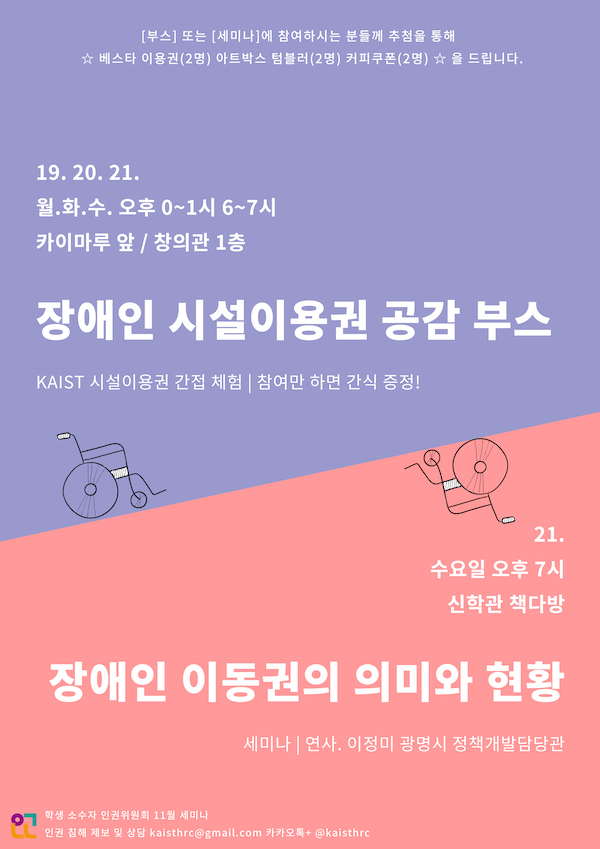 [부스] 또는 [세미나]에 참여하시는 분들께 추첨을 통해
☆ 베스타 이용권(2명) 아트박스 텀블러(2명) 커피쿠폰(2명) ☆ 을 드립니다.
19. 20. 21.
월.화.수. 오후 0~1시 6~7시
카이마루 앞 / 창의관 1층
장애인 시설이용권 공감 부스
KAIST 시설이용권 간접 체험 | 참여만 하면 간식 증정!
21.
수요일 오후 7시
신학관 책다방
장애인 이동권의 의미와 현황
세미나 | 연사. 이정미 광명시 정책개발담당관
학생 소수자 인권위원회 11월 세미나
인권 침해 제보 및 상담 kaisthrc@gmail.com 카카오톡+ @kaisthrc